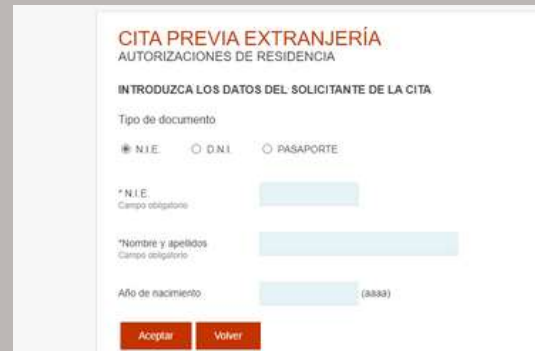 CITA PREVIA EXTRANJERÍA
AUTORIZACIONES DE RESIDENCIA
INTRODUZCA LOS DATOS DEL SOLICITANTE DE LA CITA
Tipo de documento
N.I.E. D.N.I. PASAPORTE
* N.I.E.
Campo obligatorio
*Nombre y apellidos
Campo obligatorio
Año de nacimiento (aaaa)
Aceptar Volver